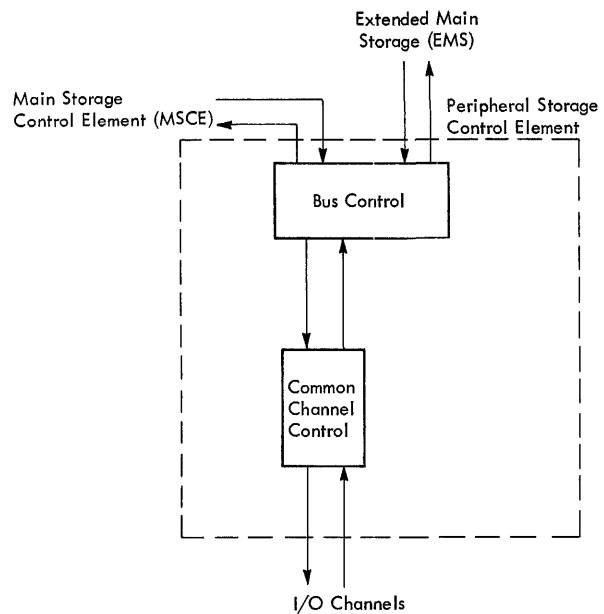 Extended Main
Storage (EMS)
Main Storage
Control Element (MSCE)
Peripheral Storage
Control Element
Bus Control
Common
Channel
Control
I/O Channels